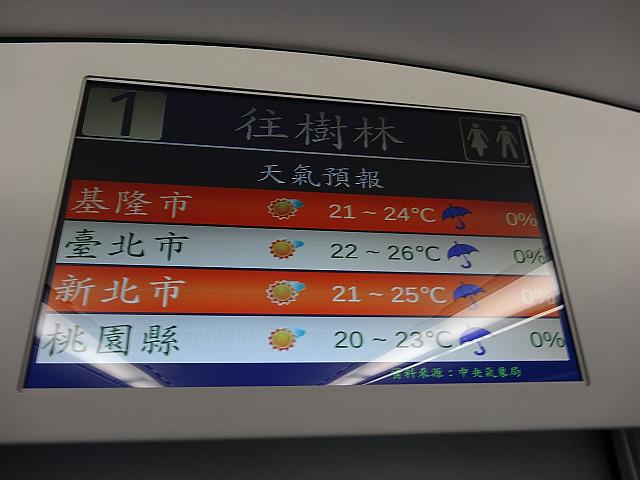 1 往樹林
天氣預報
基隆市 21 ~ 24°C 0%
臺北市 22 ~ 26°C 0%
新北市 21 ~ 25°C 0%
桃園縣 20 ~ 23°C 0%
資料來源：中央氣象局